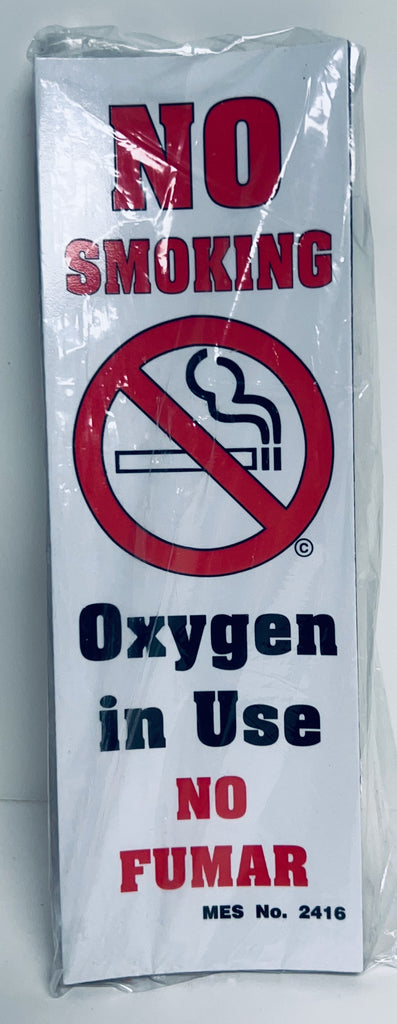 NO
SMOKING
©
Oxygen
in Use
NO
FUMAR
MES No. 2416